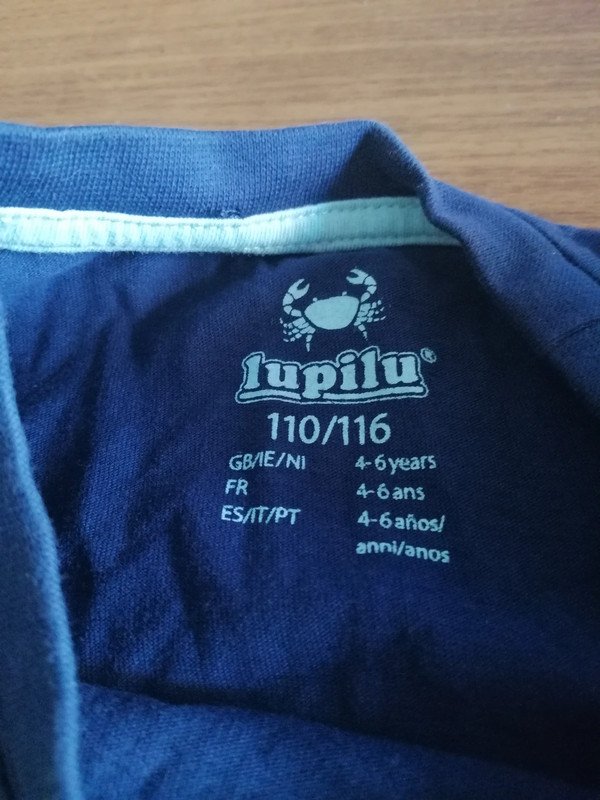 lupilu®
110/116
GB/IE/NI 4-6 years
FR 4-6 ans
ES/IT/PT 4-6 años/
anni/anos